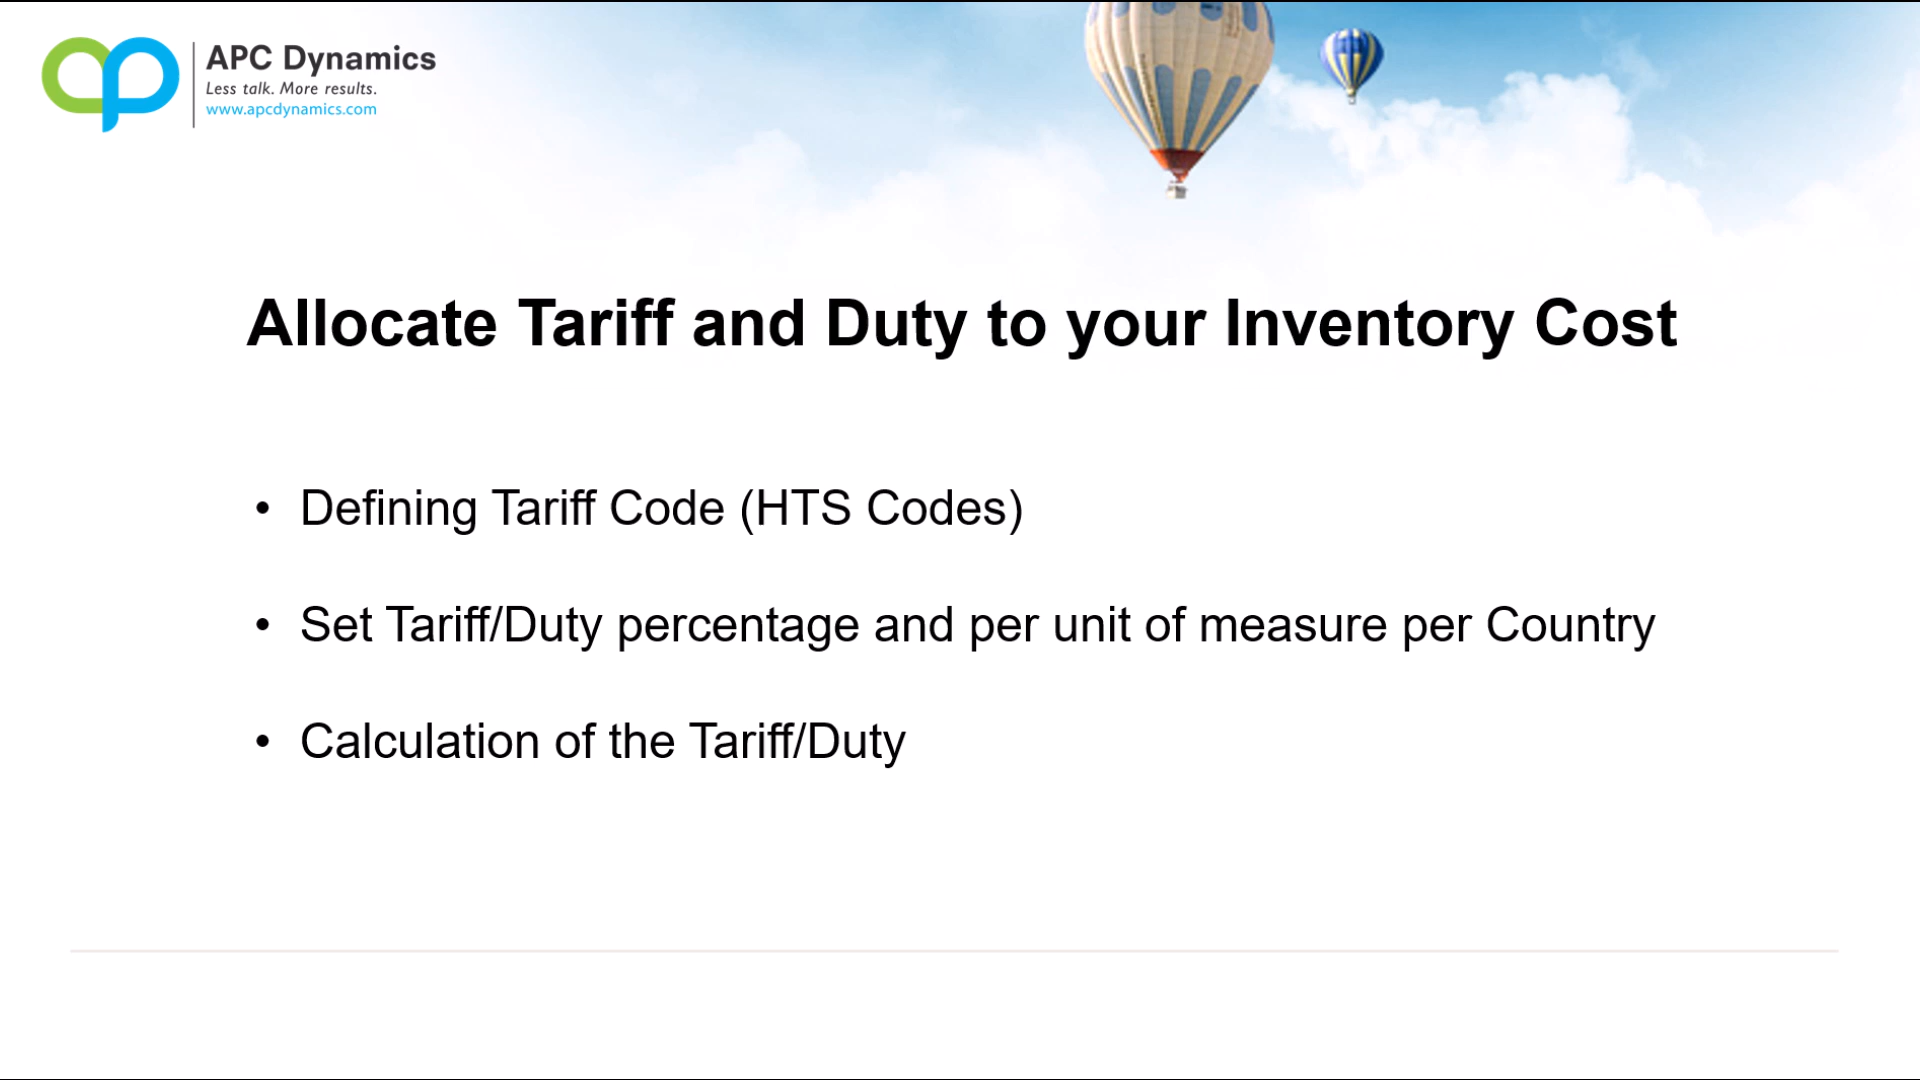 APC Dynamics
Less talk. More results.
www.apcdynamics.com
Allocate Tariff and Duty to your Inventory Cost
• Defining Tariff Code (HTS Codes)
• Set Tariff/Duty percentage and per unit of measure per Country
• Calculation of the Tariff/Duty